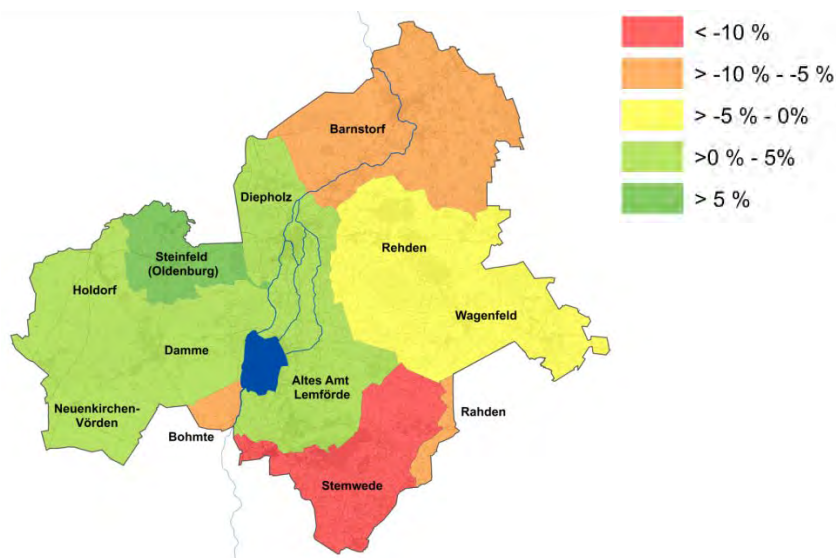 < -10 %
> -10 % - -5 %
> -5 % - 0%
>0 % - 5%
> 5 %
Barnstorf
Diepholz
Rehden
Steinfeld
(Oldenburg)
Holdorf
Wagenfeld
Damme
Altes Amt
Lemförde
Neuenkirchen-
Vörden
Rahden
Bohmte
Stemwede